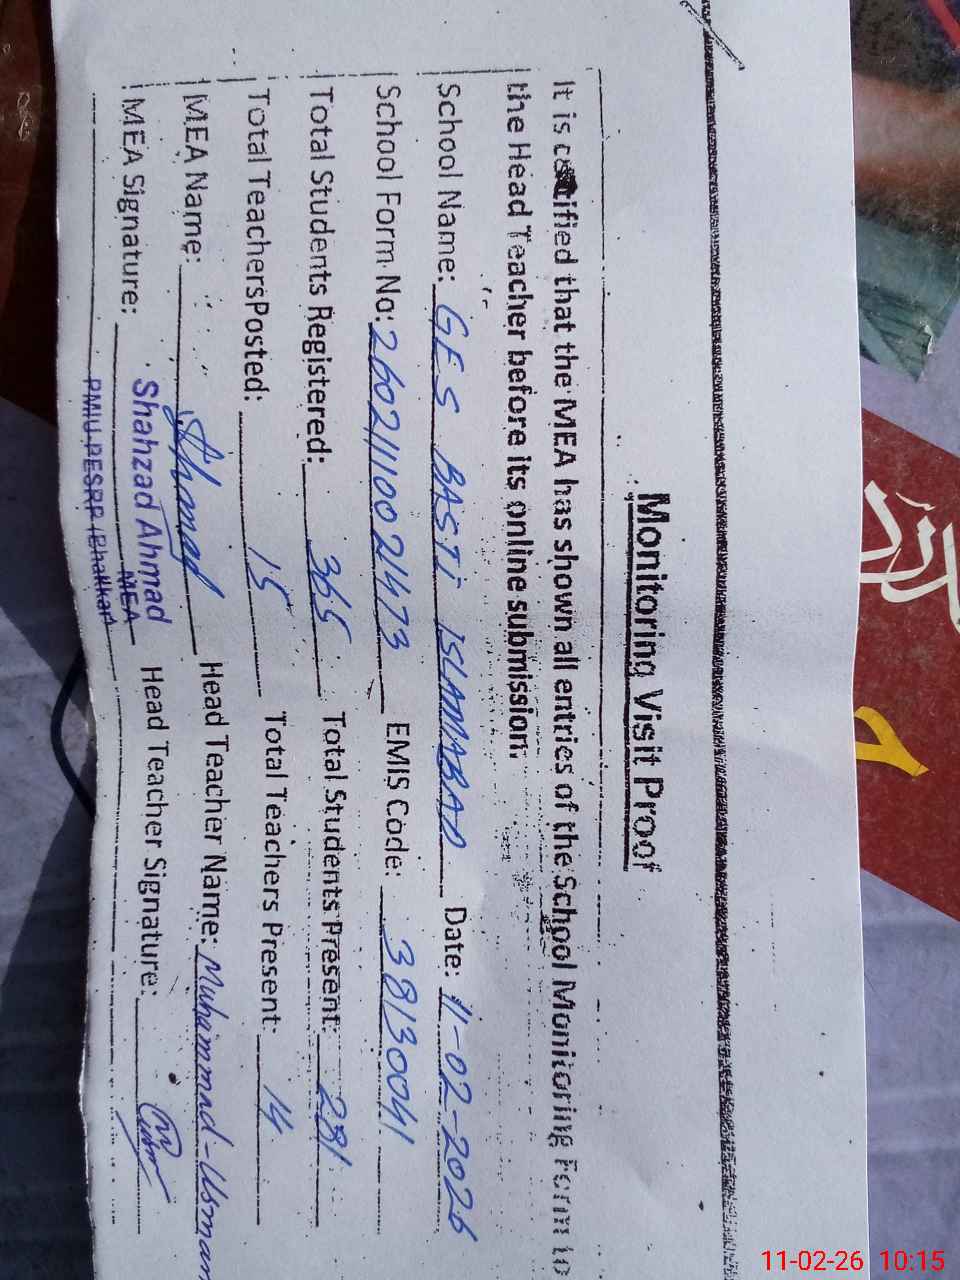 Monitoring Visit Proof
It is certified that the MEA has shown all entries of the School Monitoring Form to
the Head Teacher before its online submission.
School Name: GES BASTI ISLAMABAD Date: 11-02-2026
School Form No: 26021110021473 EMIS Code: 38130041
Total Students Registered: 365 Total Students Present: 281
Total TeachersPosted: 15 Total Teachers Present: 14
MEA Name: Ahmad Head Teacher Name: Muhammad-Usman
MEA Signature: Shahzad Ahmad Head Teacher Signature:
MEA
PMIU-PESRP (Bhakkar)
11-02-26 10:15